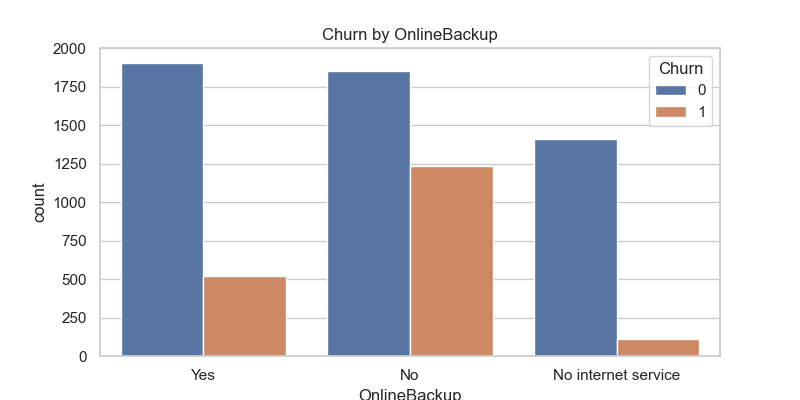 Churn by OnlineBackup
2000
1750
1500
1250
1000
750
500
250
0
count
Churn
0
1
Yes
No
No internet service
OnlineBackup